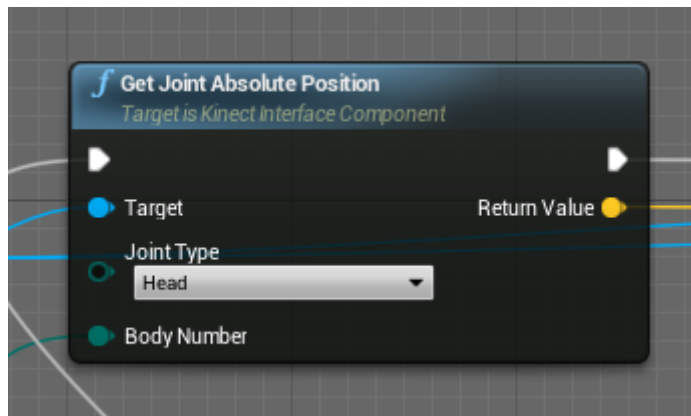 f Get Joint Absolute Position
Target is Kinect Interface Component
Target
Return Value
Joint Type
Head
Body Number